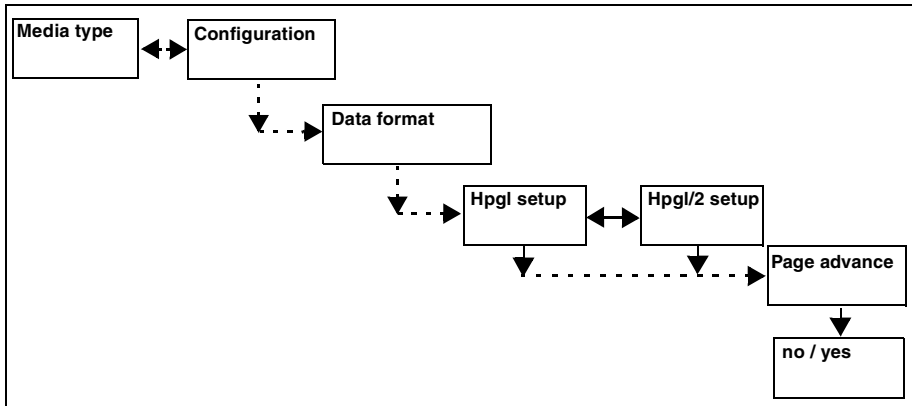 Media type
Configuration
Data format
Hpgl setup
Hpgl/2 setup
Page advance
no / yes